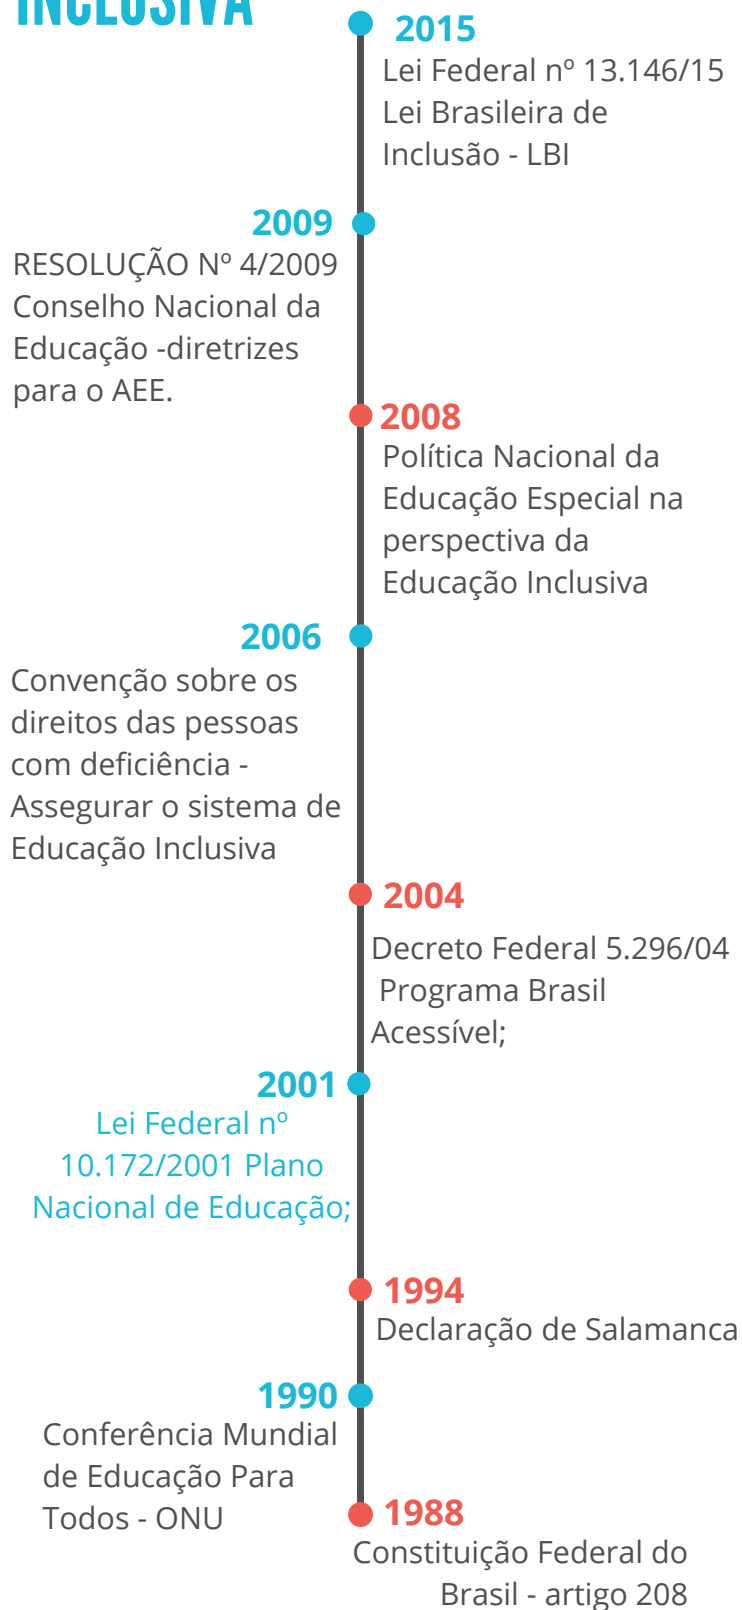 INCLUSIVA
2015
Lei Federal nº 13.146/15
Lei Brasileira de
Inclusão - LBI
2009
RESOLUÇÃO Nº 4/2009
Conselho Nacional da
Educação -diretrizes
para o AEE.
2008
Política Nacional da
Educação Especial na
perspectiva da
Educação Inclusiva
2006
Convenção sobre os
direitos das pessoas
com deficiência -
Assegurar o sistema de
Educação Inclusiva
2004
Decreto Federal 5.296/04
Programa Brasil
Acessível;
2001
Lei Federal nº
10.172/2001 Plano
Nacional de Educação;
1994
Declaração de Salamanca
1990
Conferência Mundial
de Educação Para
Todos - ONU
1988
Constituição Federal do
Brasil - artigo 208